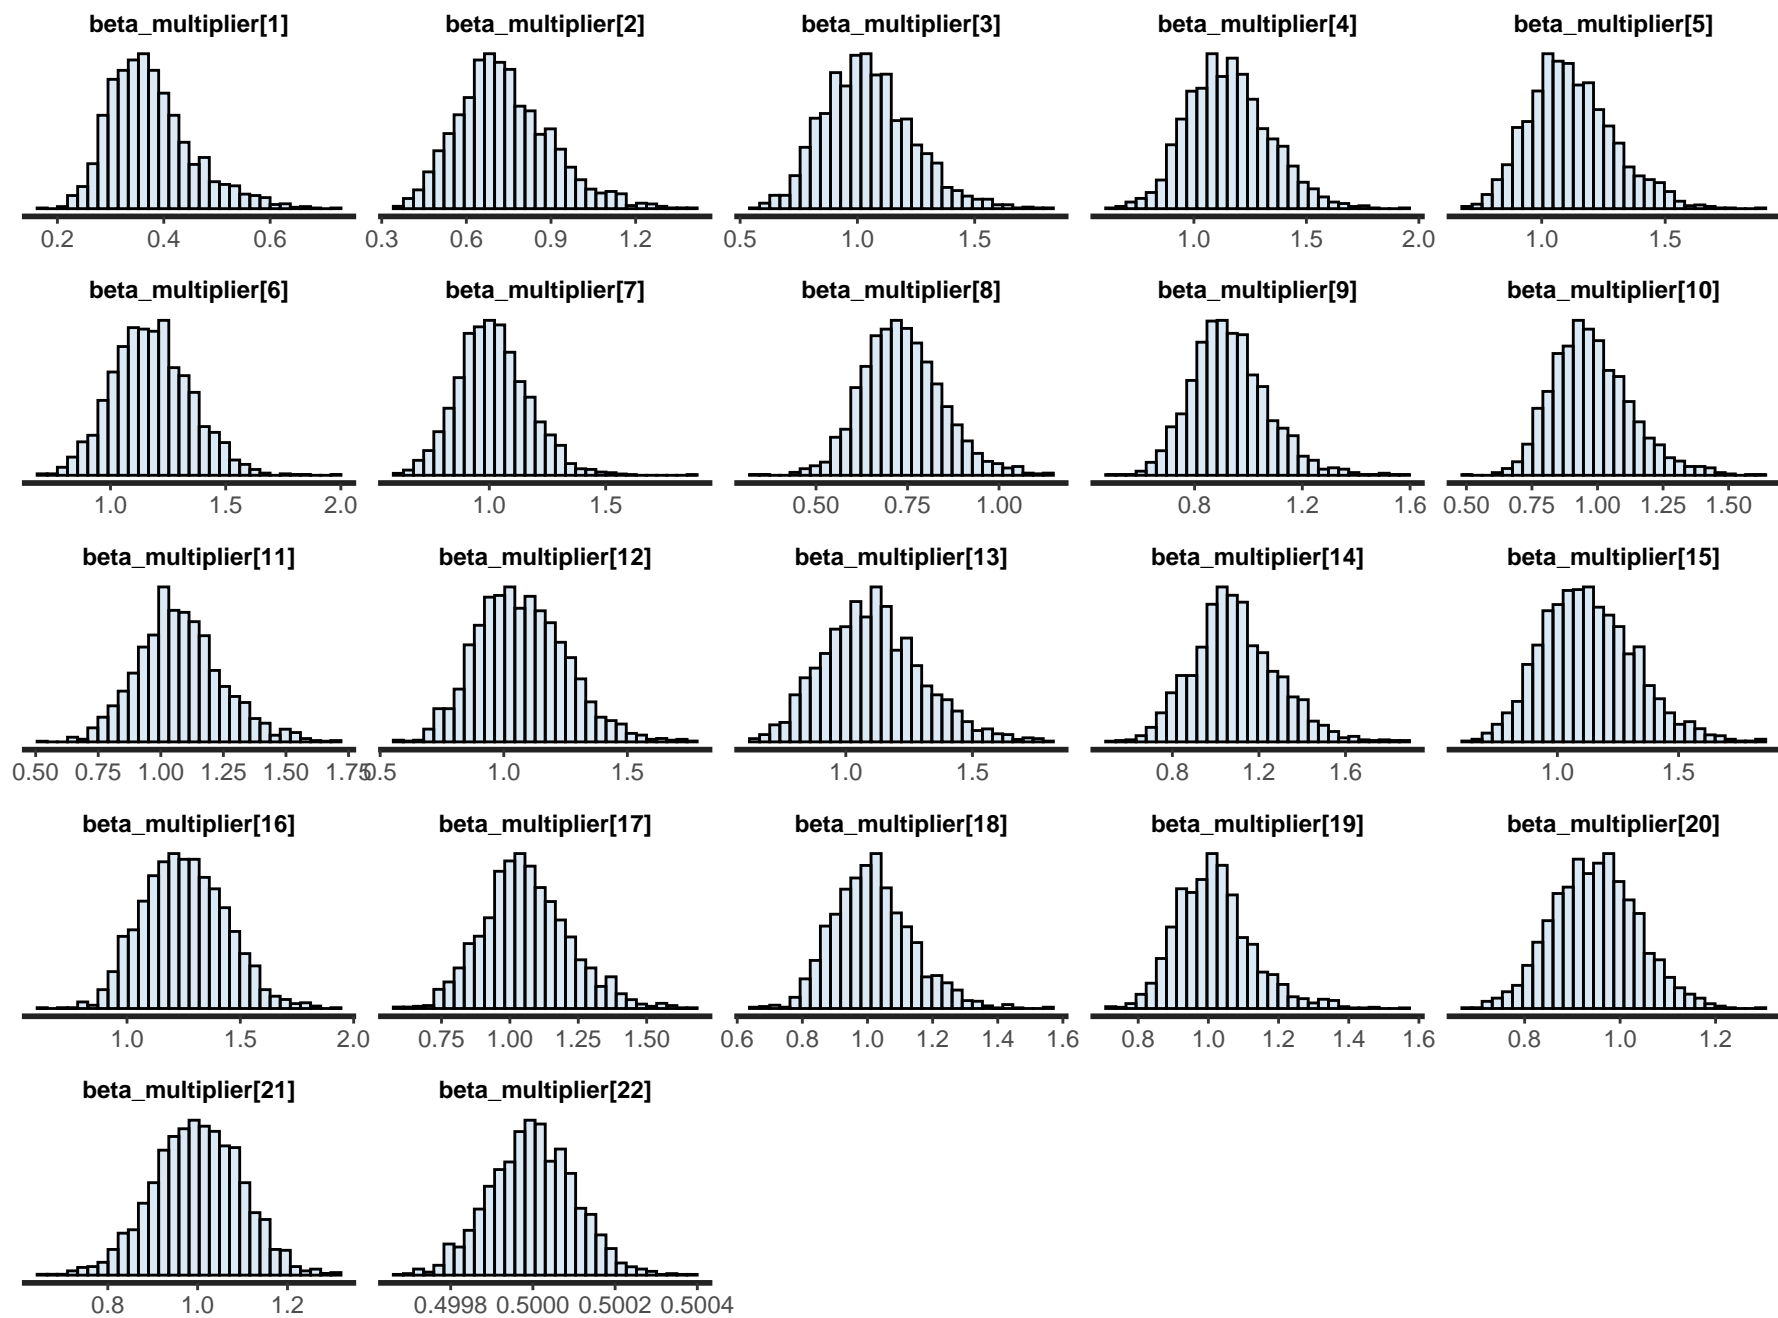 beta_multiplier[1] beta_multiplier[2] beta_multiplier[3] beta_multiplier[4] beta_multiplier[5]
0.2 0.4 0.6 0.3 0.6 0.9 1.2 0.5 1.0 1.5 1.0 1.5 2.0 1.0 1.5
beta_multiplier[6] beta_multiplier[7] beta_multiplier[8] beta_multiplier[9] beta_multiplier[10]
1.0 1.5 2.0 1.0 1.5 0.50 0.75 1.00 0.8 1.2 1.6 0.50 0.75 1.00 1.25 1.50
beta_multiplier[11] beta_multiplier[12] beta_multiplier[13] beta_multiplier[14] beta_multiplier[15]
0.50 0.75 1.00 1.25 1.50 1.75 0.5 1.0 1.5 1.0 1.5 0.8 1.2 1.6 1.0 1.5
beta_multiplier[16] beta_multiplier[17] beta_multiplier[18] beta_multiplier[19] beta_multiplier[20]
1.0 1.5 2.0 0.75 1.00 1.25 1.50 0.6 0.8 1.0 1.2 1.4 1.6 0.8 1.0 1.2 1.4 1.6 0.8 1.0 1.2
beta_multiplier[21] beta_multiplier[22]
0.8 1.0 1.2 0.4998 0.5000 0.5002 0.5004